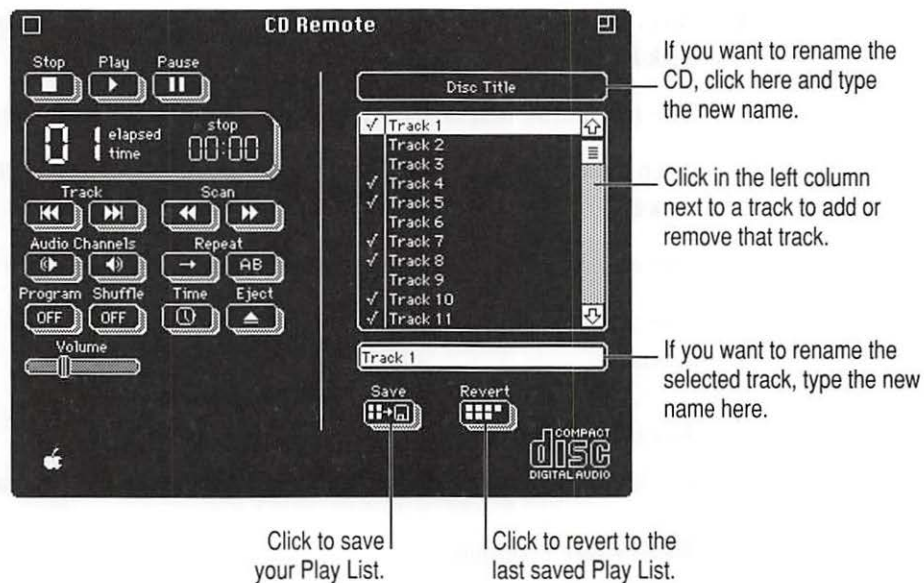 CD Remote
Stop Play Pause
01 elapsed time stop 00:00
Track Scan
Audio Channels Repeat
AB
Program Shuffle Time Eject
OFF OFF
Volume
Disc Title
√ Track 1
Track 2
Track 3
√ Track 4
√ Track 5
Track 6
√ Track 7
√ Track 8
Track 9
√ Track 10
√ Track 11
Track 1
Save Revert
COMPACT
disc
DIGITAL AUDIO
If you want to rename the
CD, click here and type
the new name.
Click in the left column
next to a track to add or
remove that track.
If you want to rename the
selected track, type the new
name here.
Click to save
your Play List.
Click to revert to the
last saved Play List.